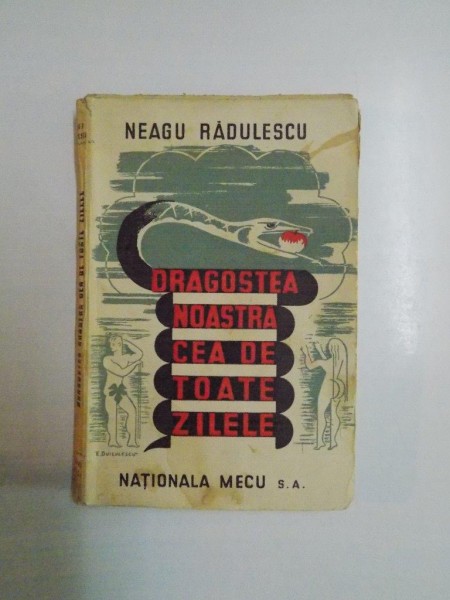 NEAGU RĂDULESCU
DRAGOSTEA
NOASTRA
CEA DE
TOATE
ZILELE
NAȚIONALA MECU S.A.